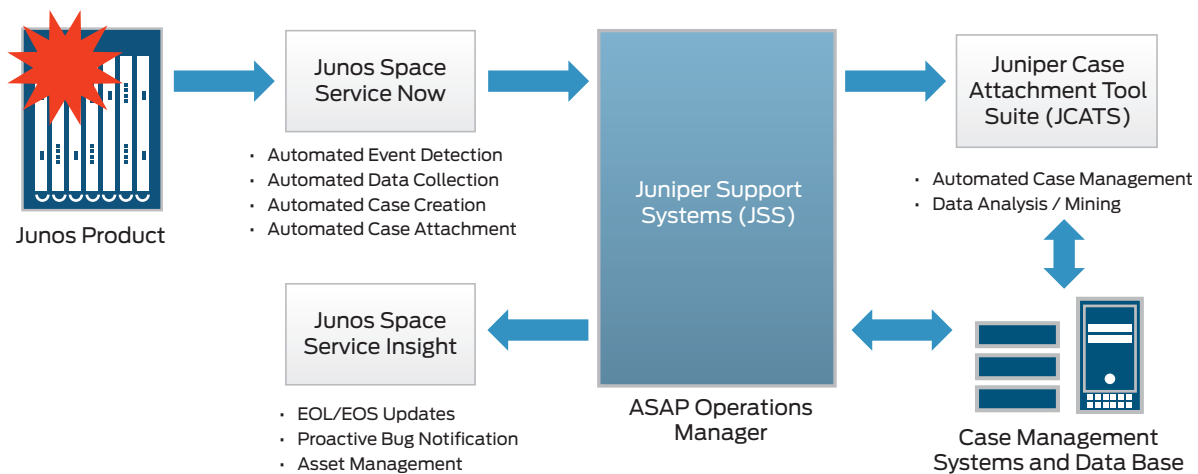 Junos Product
Junos Space
Service Now
· Automated Event Detection
· Automated Data Collection
· Automated Case Creation
· Automated Case Attachment
Junos Space
Service Insight
· EOL/EOS Updates
· Proactive Bug Notification
· Asset Management
Juniper Support
Systems (JSS)
ASAP Operations
Manager
Juniper Case
Attachment Tool
Suite (JCATS)
· Automated Case Management
· Data Analysis / Mining
Case Management
Systems and Data Base